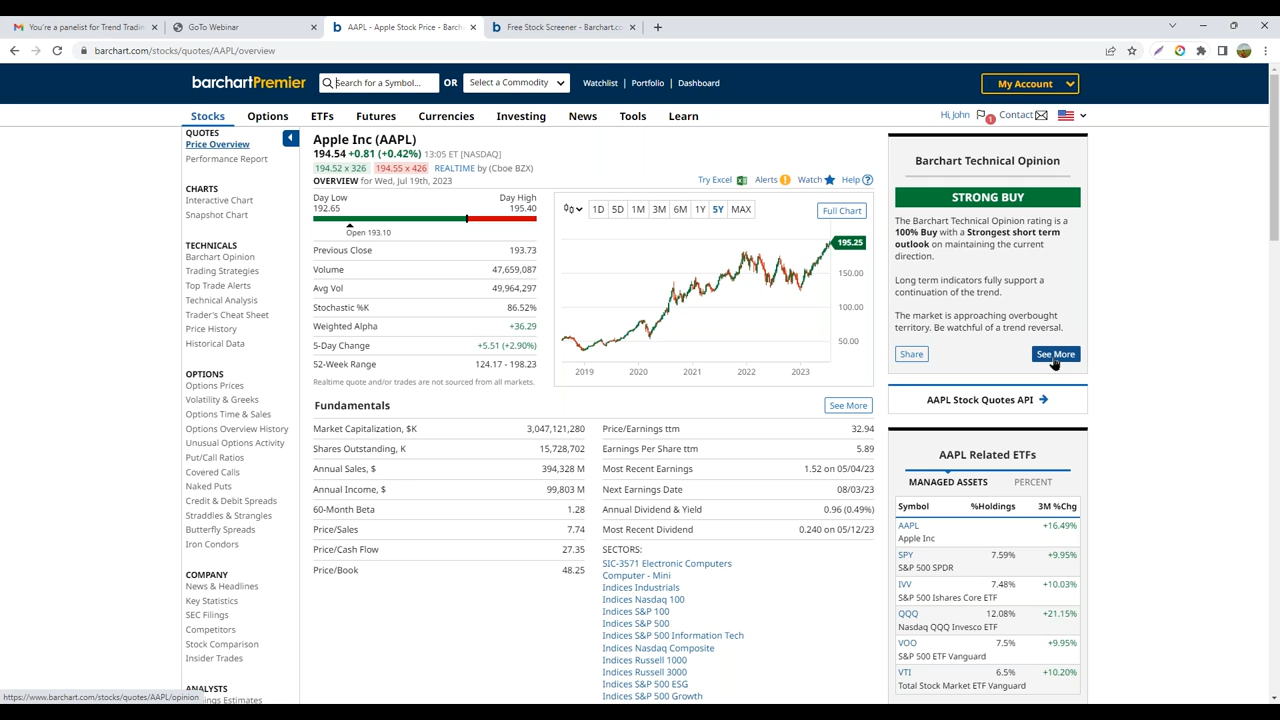 You're a panelist for Trend Tradin
GoTo Webinar
AAPL - Apple Stock Price - Barch
Free Stock Screener - Barchart.co
barchart.com/stocks/quotes/AAPL/overview
barchartPremier
Search for a Symbol...
OR
Select a Commodity
Watchlist
Portfolio
Dashboard
My Account
Stocks
Options
ETFs
Futures
Currencies
Investing
News
Tools
Learn
Hi, John
1
Contact
QUOTES
Price Overview
Performance Report
CHARTS
Interactive Chart
Snapshot Chart
TECHNICALS
Barchart Opinion
Trading Strategies
Top Trade Alerts
Technical Analysis
Trader's Cheat Sheet
Price History
Historical Data
OPTIONS
Options Prices
Volatility & Greeks
Options Time & Sales
Options Overview History
Unusual Options Activity
Put/Call Ratios
Covered Calls
Naked Puts
Credit & Debit Spreads
Straddles & Strangles
Butterfly Spreads
Iron Condors
COMPANY
News & Headlines
Key Statistics
SEC Filings
Competitors
Stock Comparison
Insider Trades
ANALYSTS
nings Estimates
https://www.barchart.com/stocks/quotes/AAPL/opinion
Apple Inc (AAPL)
194.54 +0.81 (+0.42%) 13:05 ET [NASDAQ]
194.52 x 326 194.55 x 426 REALTIME by (Cboe BZX)
OVERVIEW for Wed, Jul 19th, 2023
Try Excel
Alerts
Watch
Help
Day Low
192.65
Day High
195.40
Open 193.10
Previous Close 193.73
Volume 47,659,087
Avg Vol 49,964,297
Stochastic %K 86.52%
Weighted Alpha +36.29
5-Day Change +5.51 (+2.90%)
52-Week Range 124.17 - 198.23
Realtime quote and/or trades are not sourced from all markets.
1D 5D 1M 3M 6M 1Y 5Y MAX
Full Chart
195.25
150.00
100.00
50.00
2019 2020 2021 2022 2023
Fundamentals
See More
Market Capitalization, $K 3,047,121,280
Shares Outstanding, K 15,728,702
Annual Sales, $ 394,328 M
Annual Income, $ 99,803 M
60-Month Beta 1.28
Price/Sales 7.74
Price/Cash Flow 27.35
Price/Book 48.25
Price/Earnings ttm 32.94
Earnings Per Share ttm 5.89
Most Recent Earnings 1.52 on 05/04/23
Next Earnings Date 08/03/23
Annual Dividend & Yield 0.96 (0.49%)
Most Recent Dividend 0.240 on 05/12/23
SECTORS:
SIC-3571 Electronic Computers
Computer - Mini
Indices Industrials
Indices Nasdaq 100
Indices S&P 100
Indices S&P 500
Indices S&P 500 Information Tech
Indices Nasdaq Composite
Indices Russell 1000
Indices Russell 3000
Indices S&P 500 ESG
Indices S&P 500 Growth
Barchart Technical Opinion
STRONG BUY
The Barchart Technical Opinion rating is a
100% Buy with a Strongest short term
outlook on maintaining the current
direction.
Long term indicators fully support a
continuation of the trend.
The market is approaching overbought
territory. Be watchful of a trend reversal.
Share
See More
AAPL Stock Quotes API
AAPL Related ETFs
MANAGED ASSETS
PERCENT
Symbol %Holdings 3M %Chg
AAPL +16.49%
Apple Inc
SPY 7.59% +9.95%
S&P 500 SPDR
IVV 7.48% +10.03%
S&P 500 Ishares Core ETF
QQQ 12.08% +21.15%
Nasdaq QQQ Invesco ETF
VOO 7.5% +9.95%
S&P 500 ETF Vanguard
VTI 6.5% +10.20%
Total Stock Market ETF Vanguard